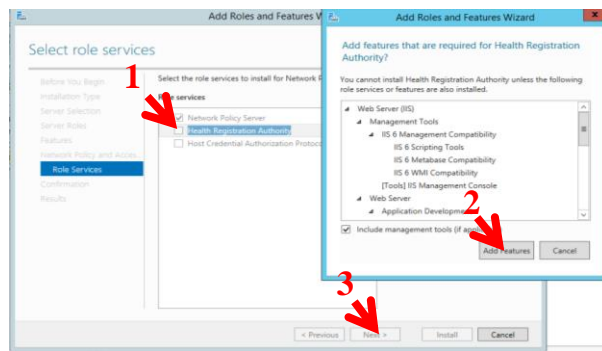 Add Roles and Features W
Select role services
Before You Begin
Installation Type
Server Selection
Server Roles
Features
Network Policy and Acces...
Role Services
Confirmation
Results
1
Select the role services to install for Network P
Role services
Network Policy Server
Health Registration Authority
Host Credential Authorization Protoco
3
< Previous
Next >
Install
Cancel
Add Roles and Features Wizard
x
Add features that are required for Health Registration
Authority?
You cannot install Health Registration Authority unless the following
role services or features are also installed.
Web Server (IIS)
Management Tools
IIS 6 Management Compatibility
IIS 6 Scripting Tools
IIS 6 Metabase Compatibility
IIS 6 WMI Compatibility
[Tools] IIS Management Console
Web Server
Application Developme
2
Include management tools (if appl
Add Features
Cancel